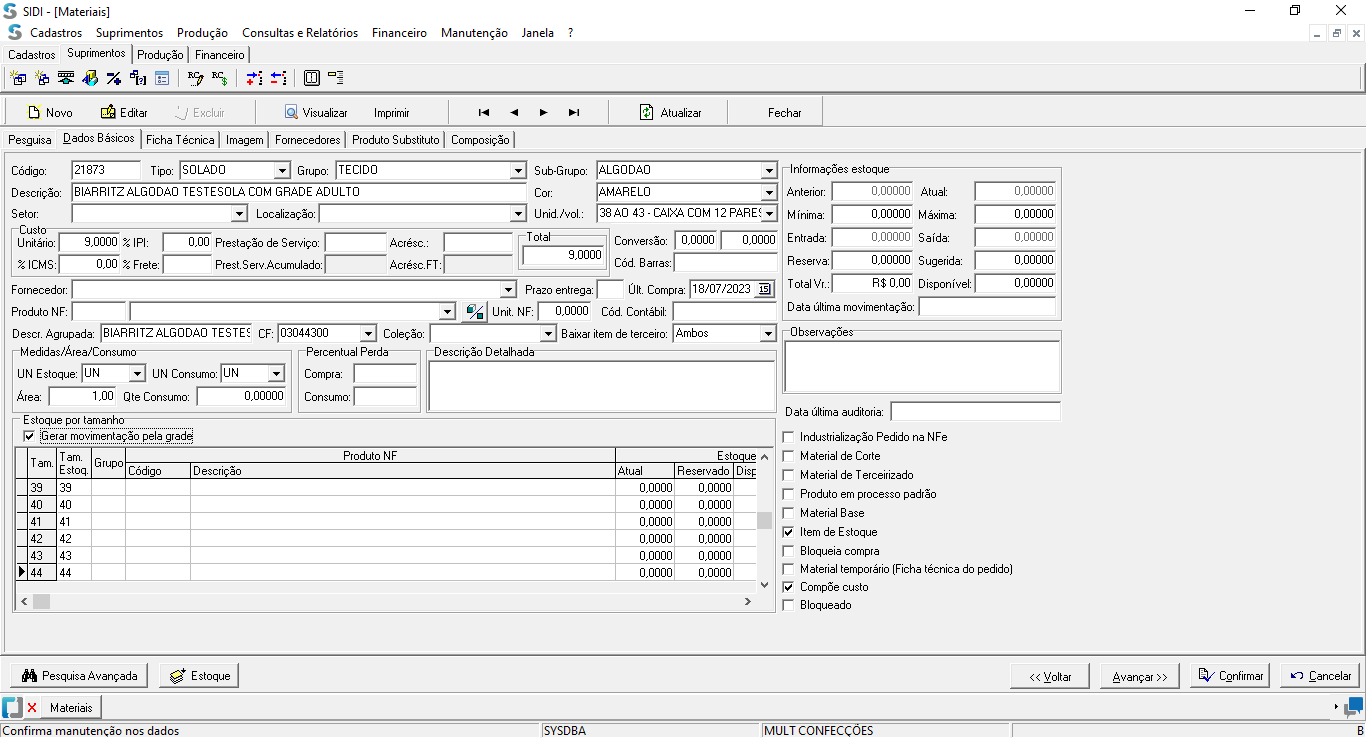 SIDI - [Materiais]
Cadastros Suprimentos Produção Consultas e Relatórios Financeiro Manutenção Janela ?
Cadastros Suprimentos Produção Financeiro
Novo Editar Excluir Visualizar Imprimir Atualizar Fechar
Pesquisa Dados Básicos Ficha Técnica Imagem Fornecedores Produto Substituto Composição
Código: 21873 Tipo: SOLADO Grupo: TECIDO Sub-Grupo: ALGODAO
Descrição: BIARRITZ ALGODAO TESTESOLA COM GRADE ADULTO Cor: AMARELO
Setor: Localização: Unid./vol.: 38 AO 43 - CAIXA COM 12 PARES
Custo
Unitário: 9,0000 % IPI: 0,00 Prestação de Serviço: Acrésc.:
% ICMS: 0,00 % Frete: Prest.Serv.Acumulado: Acrésc.FT:
Total
9,0000
Conversão: 0,0000 0,0000
Cód. Barras:
Fornecedor: Prazo entrega: Últ. Compra: 18/07/2023 15
Produto NF: Unit. NF: 0,0000 Cód. Contábil:
Descr. Agrupada: BIARRITZ ALGODAO TESTES CF: 03044300 Coleção: Baixar item de terceiro: Ambos
Medidas/Área/Consumo
UN Estoque: UN UN Consumo: UN
Área: 1,00 Qte Consumo: 0,00000
Percentual Perda
Compra:
Consumo:
Descrição Detalhada
Estoque por tamanho
Gerar movimentação pela grade
Tam. Tam. Estoq. Grupo Produto NF Estoque
Código Descrição Atual Reservado Disp
39 39 0,0000 0,0000
40 40 0,0000 0,0000
41 41 0,0000 0,0000
42 42 0,0000 0,0000
43 43 0,0000 0,0000
44 44 0,0000 0,0000
Informações estoque
Anterior: 0,00000 Atual: 0,00000
Mínima: 0,00000 Máxima: 0,00000
Entrada: 0,00000 Saída: 0,00000
Reserva: 0,00000 Sugerida: 0,00000
Total Vr.: R$ 0,00 Disponível: 0,00000
Data última movimentação:
Observações
Data última auditoria:
Industrialização Pedido na NFe
Material de Corte
Material de Terceirizado
Produto em processo padrão
Material Base
Item de Estoque
Bloqueia compra
Material temporário (Ficha técnica do pedido)
Compõe custo
Bloqueado
Pesquisa Avançada Estoque << Voltar Avançar >> Confirmar Cancelar
Materiais
Confirma manutenção nos dados SYSDBA MULT CONFECÇÕES B